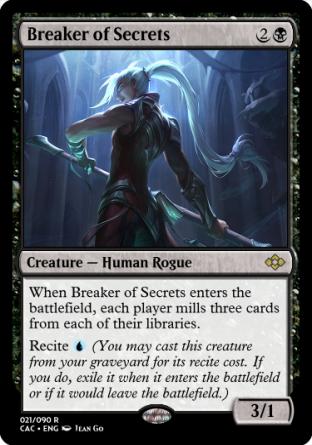 Breaker of Secrets 2
Creature — Human Rogue
When Breaker of Secrets enters the
battlefield, each player mills three cards
from each of their libraries.
Recite (You may cast this creature
from your graveyard for its recite cost. If
you do, exile it when it enters the battlefield
or if it would leave the battlefield.)
3/1
021/090 R
CAC • ENG Jean Go